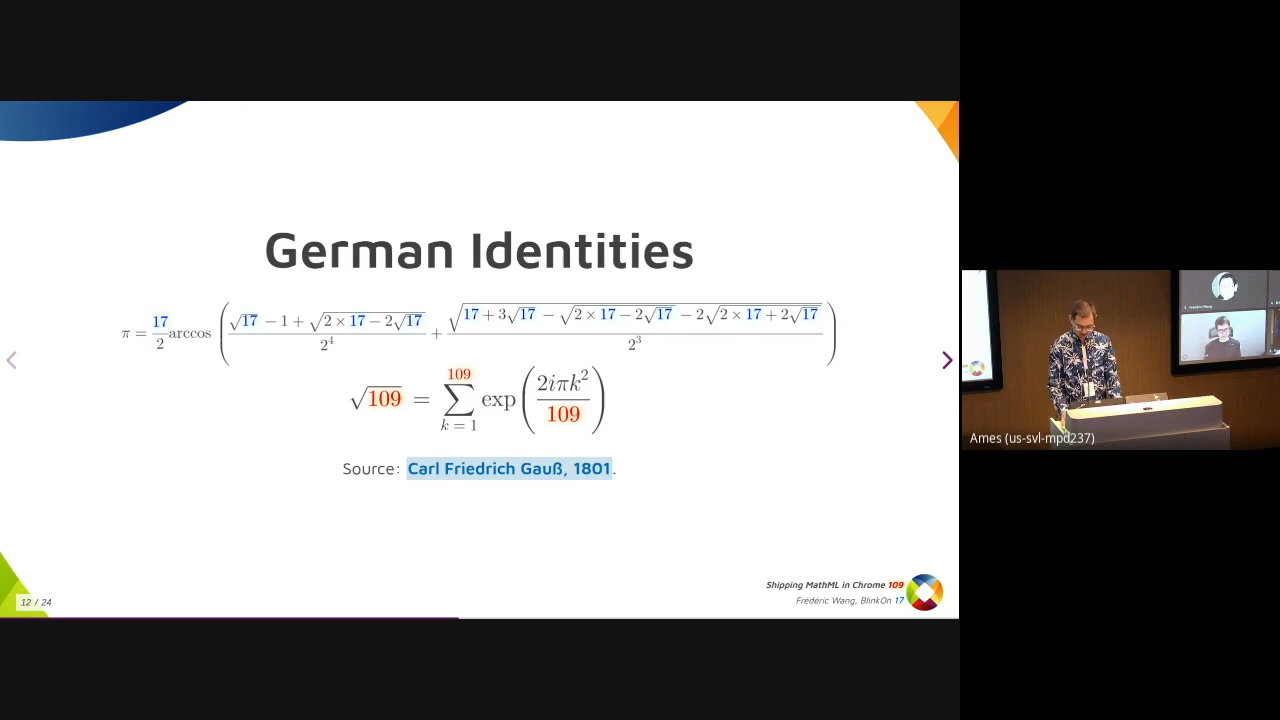 German Identities
π = 17/2 arccos ( (√17 − 1 + √(2 × 17 − 2√17)) / 2⁴ + √(17 + 3√17 − √(2 × 17 − 2√17) − 2√(2 × 17 + 2√17)) / 2³ )
√109 = ∑_{k = 1}^{109} exp ( 2iπk² / 109 )
Source: Carl Friedrich Gauß, 1801.
Shipping MathML in Chrome 109
Frédéric Wang, BlinkOn 17
12 / 24
Ames (us-svl-mpd237)